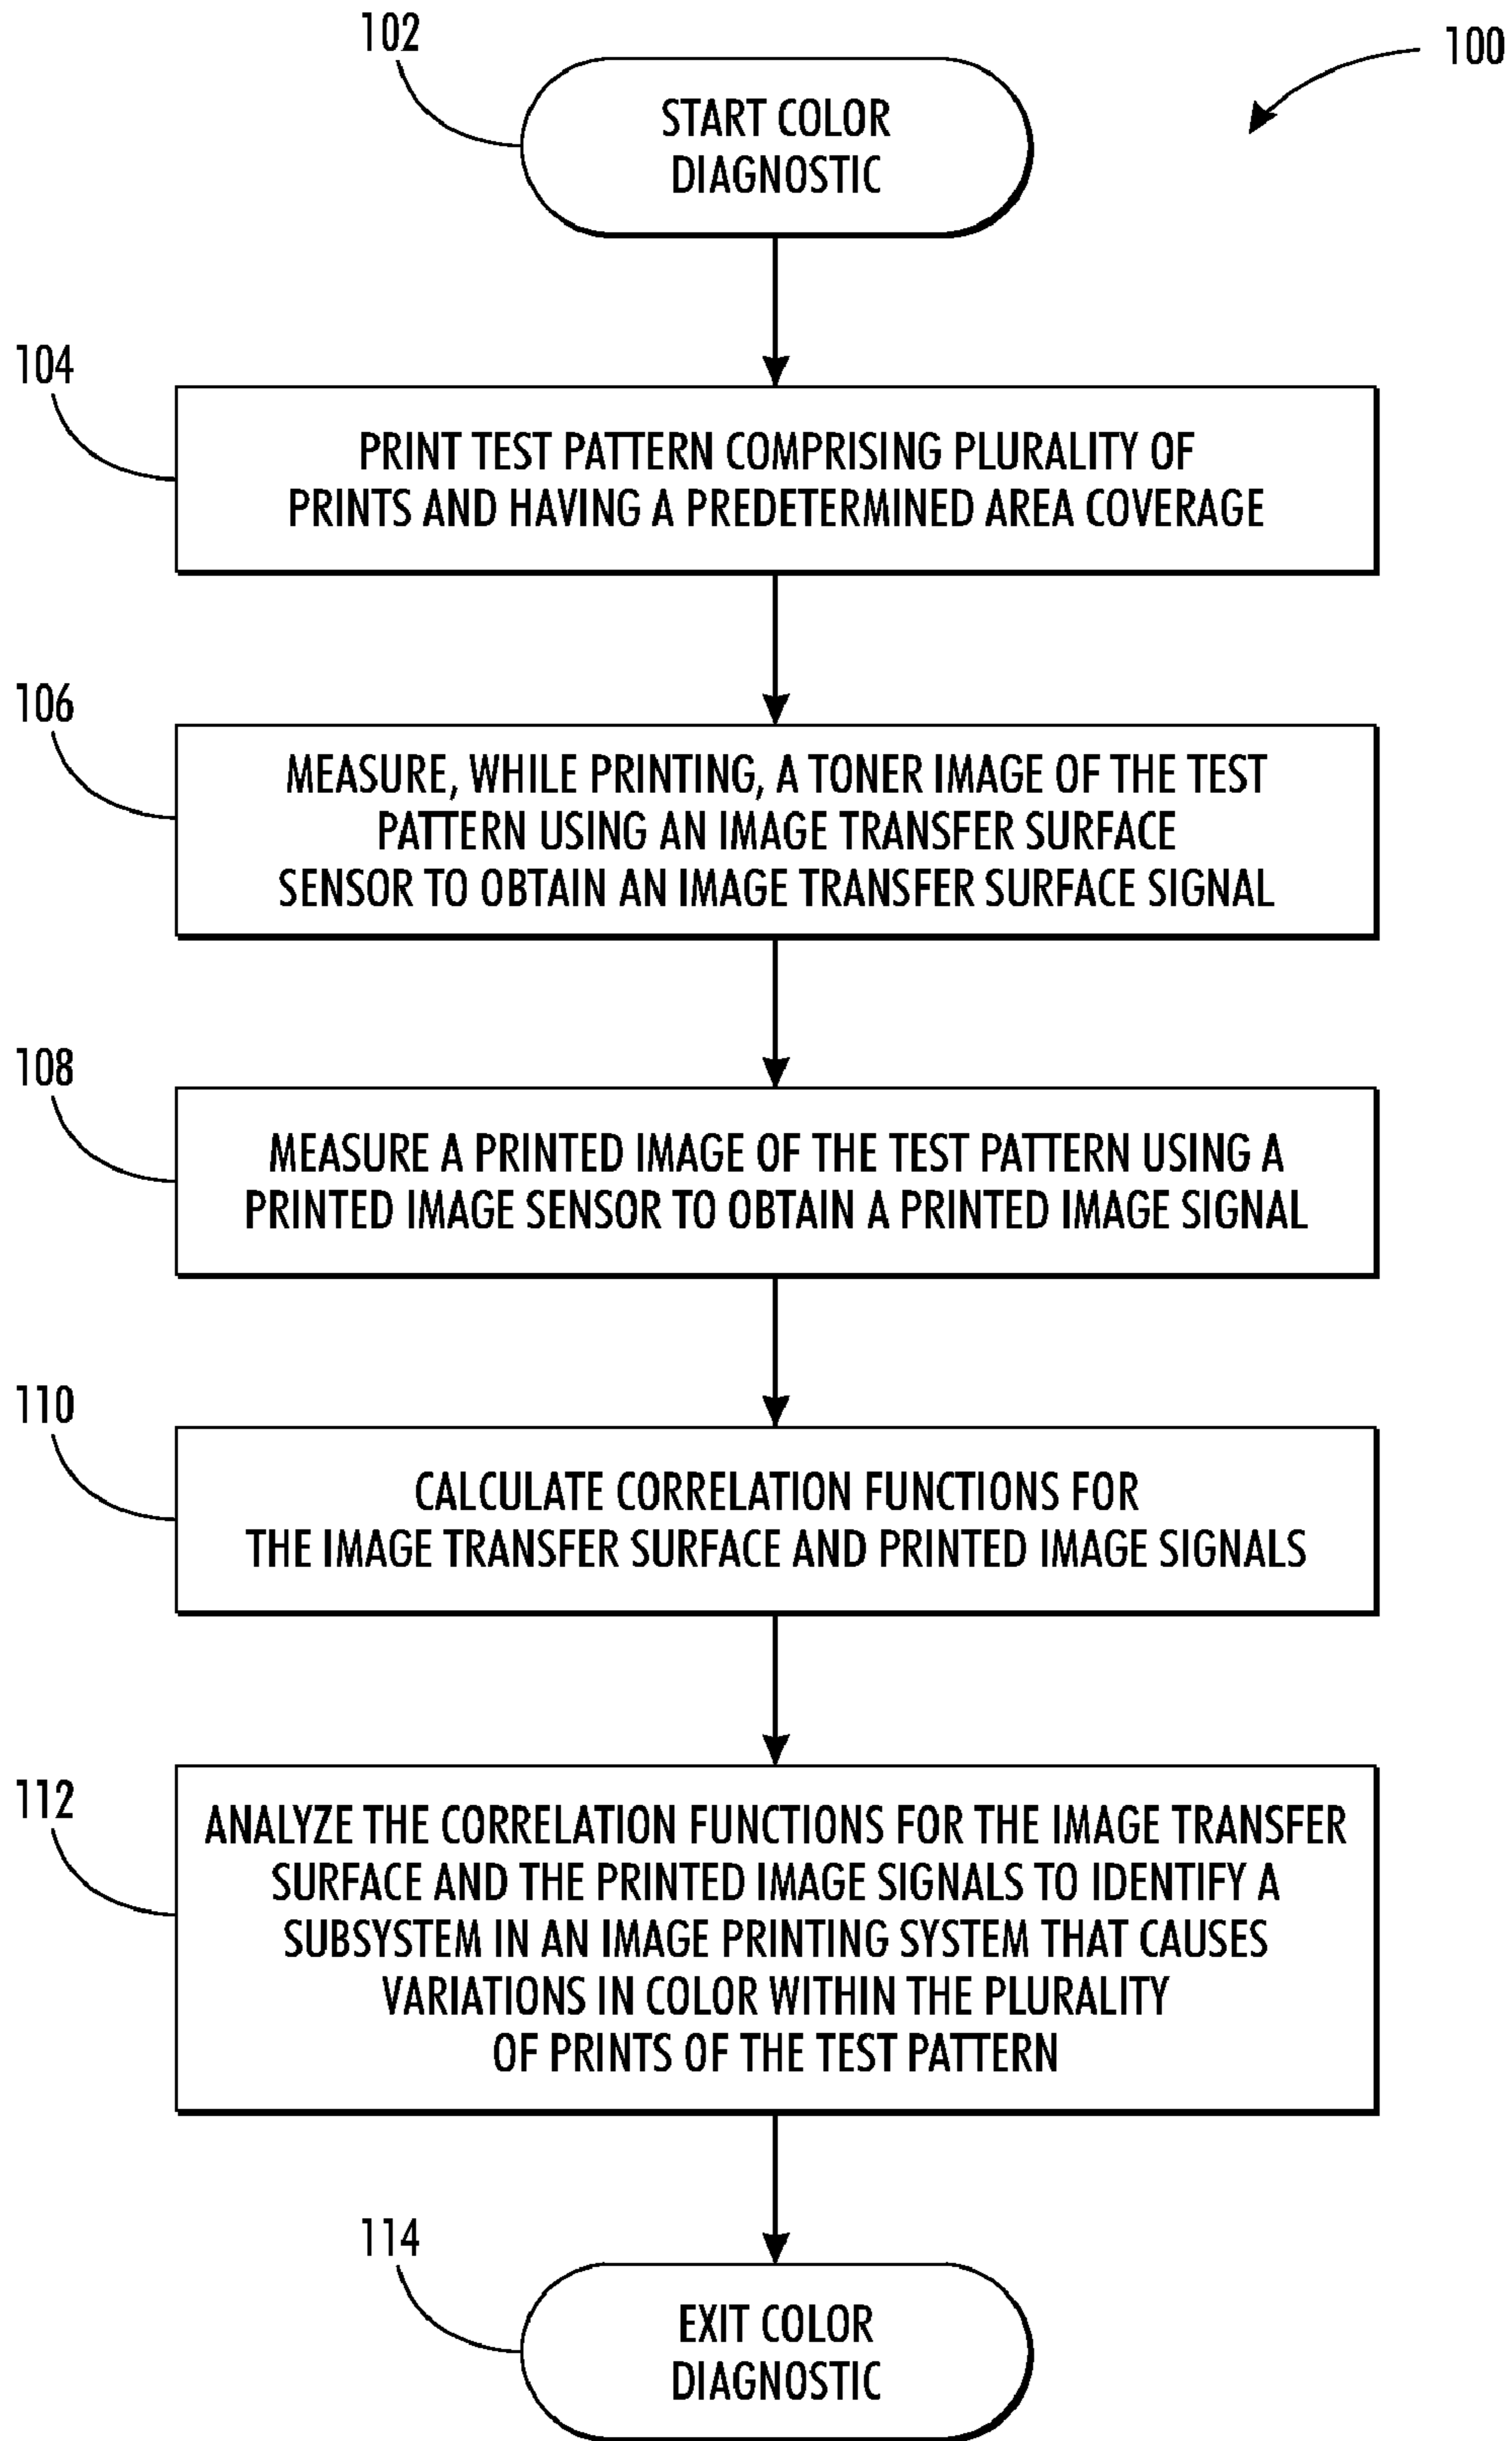 102
100
START COLOR
DIAGNOSTIC
104
PRINT TEST PATTERN COMPRISING PLURALITY OF
PRINTS AND HAVING A PREDETERMINED AREA COVERAGE
106
MEASURE, WHILE PRINTING, A TONER IMAGE OF THE TEST
PATTERN USING AN IMAGE TRANSFER SURFACE
SENSOR TO OBTAIN AN IMAGE TRANSFER SURFACE SIGNAL
108
MEASURE A PRINTED IMAGE OF THE TEST PATTERN USING A
PRINTED IMAGE SENSOR TO OBTAIN A PRINTED IMAGE SIGNAL
110
CALCULATE CORRELATION FUNCTIONS FOR
THE IMAGE TRANSFER SURFACE AND PRINTED IMAGE SIGNALS
112
ANALYZE THE CORRELATION FUNCTIONS FOR THE IMAGE TRANSFER
SURFACE AND THE PRINTED IMAGE SIGNALS TO IDENTIFY A
SUBSYSTEM IN AN IMAGE PRINTING SYSTEM THAT CAUSES
VARIATIONS IN COLOR WITHIN THE PLURALITY
OF PRINTS OF THE TEST PATTERN
114
EXIT COLOR
DIAGNOSTIC